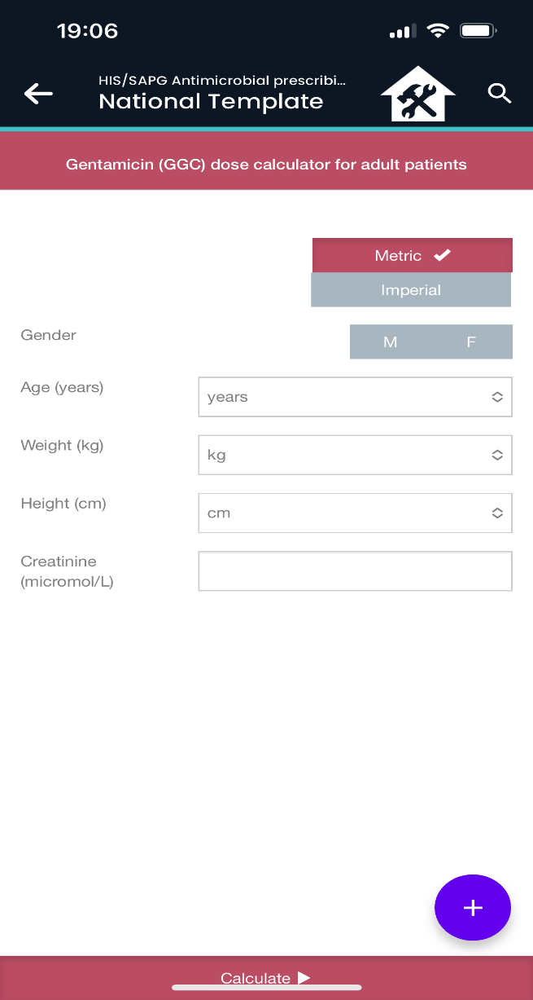 19:06
HIS/SAPG Antimicrobial prescribi...
National Template
Gentamicin (GGC) dose calculator for adult patients
Metric
Imperial
Gender
M F
Age (years)
years
Weight (kg)
kg
Height (cm)
cm
Creatinine
(micromol/L)
+
Calculate